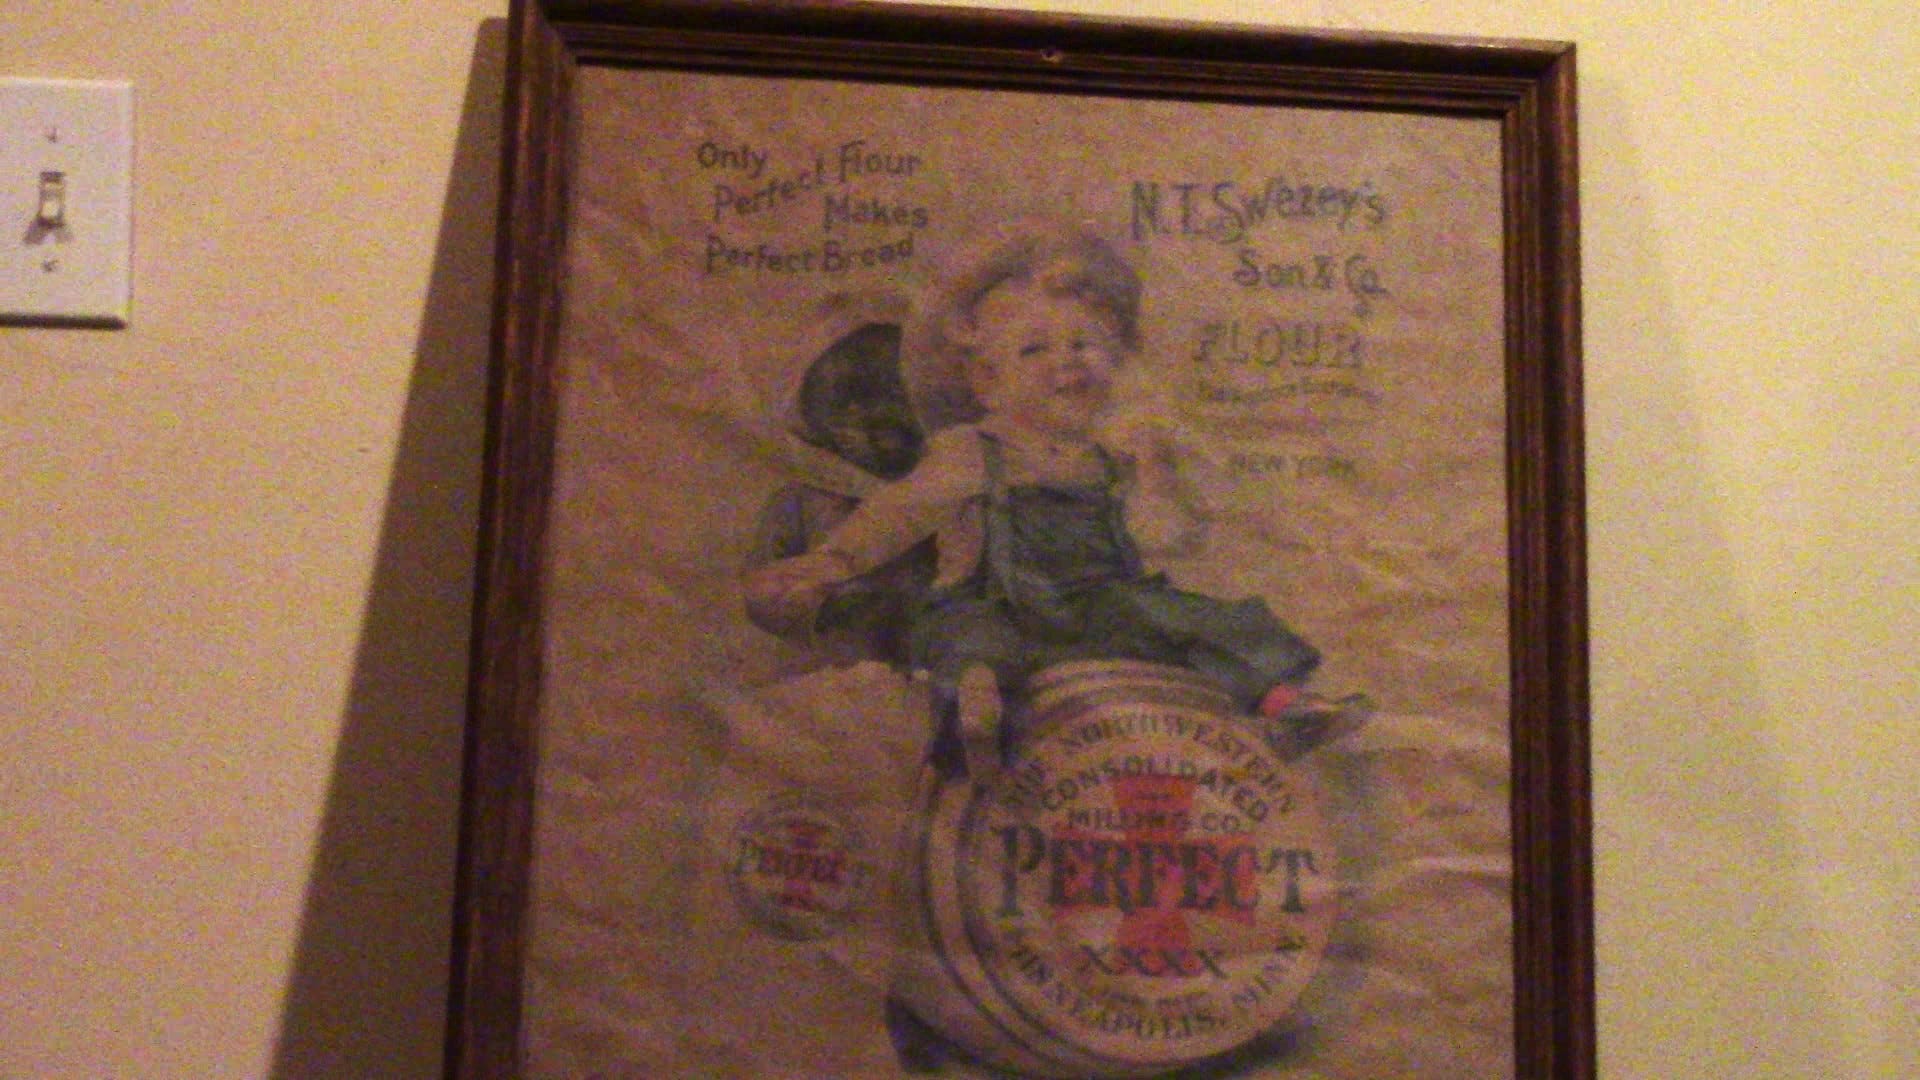 Only
Perfect Flour
Makes
Perfect Bread
N.T. Swezey's
Son & Co.
FLOUR
NEW YORK
THE NORTHWESTERN
CONSOLIDATED
MILLING CO.
PERFECT
XXXX
MINNEAPOLIS, MINN
PERFECT